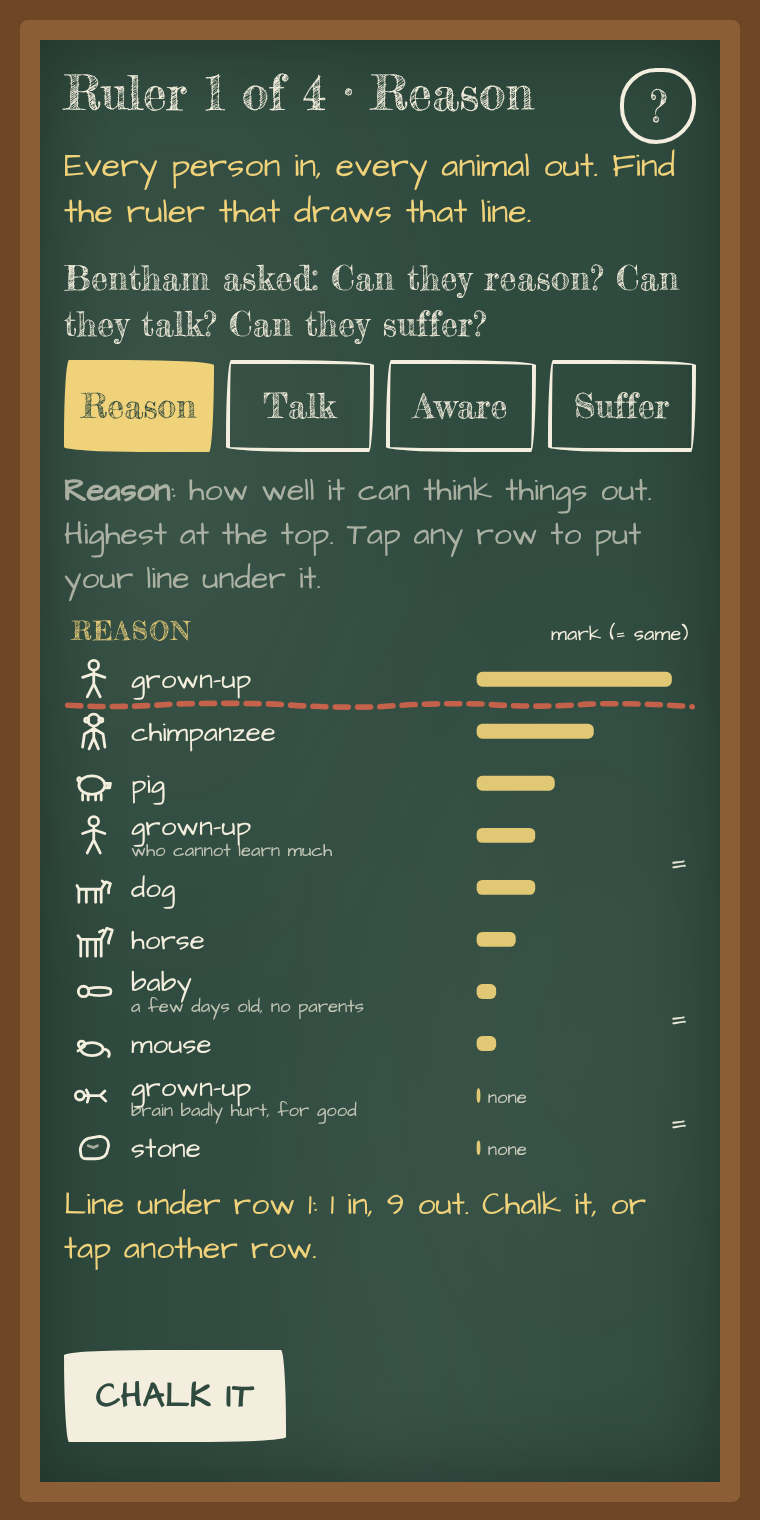 Ruler 1 of 4 · Reason
?
Every person in, every animal out. Find
the ruler that draws that line.
Bentham asked: Can they reason? Can
they talk? Can they suffer?
Reason
Talk
Aware
Suffer
Reason: how well it can think things out.
Highest at the top. Tap any row to put
your line under it.
REASON
mark (= same)
grown-up
chimpanzee
pig
grown-up
who cannot learn much
=
dog
horse
baby
a few days old, no parents
=
mouse
grown-up
brain badly hurt, for good
none
=
stone
none
Line under row 1: 1 in, 9 out. Chalk it, or
tap another row.
CHALK IT